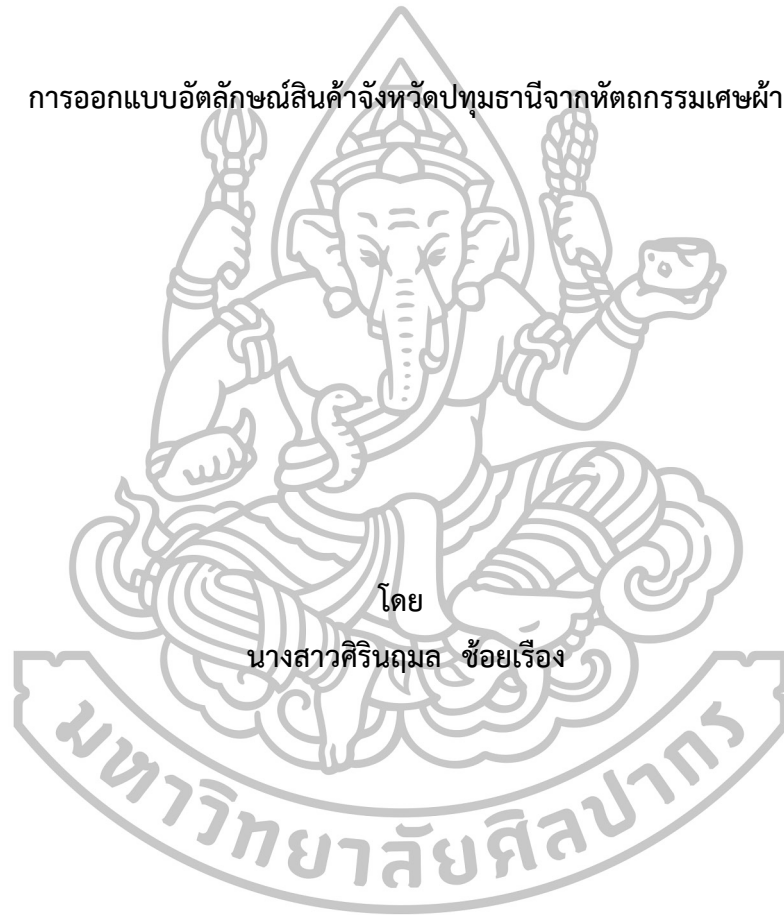 การออกแบบอัตลักษณ์สินค้าจังหวัดปทุมธานีจากหัตถกรรมเศษผ้า
โดย
นางสาวศิรินฤมล ช้อยเรือง
มหาวิทยาลัยศิลปากร